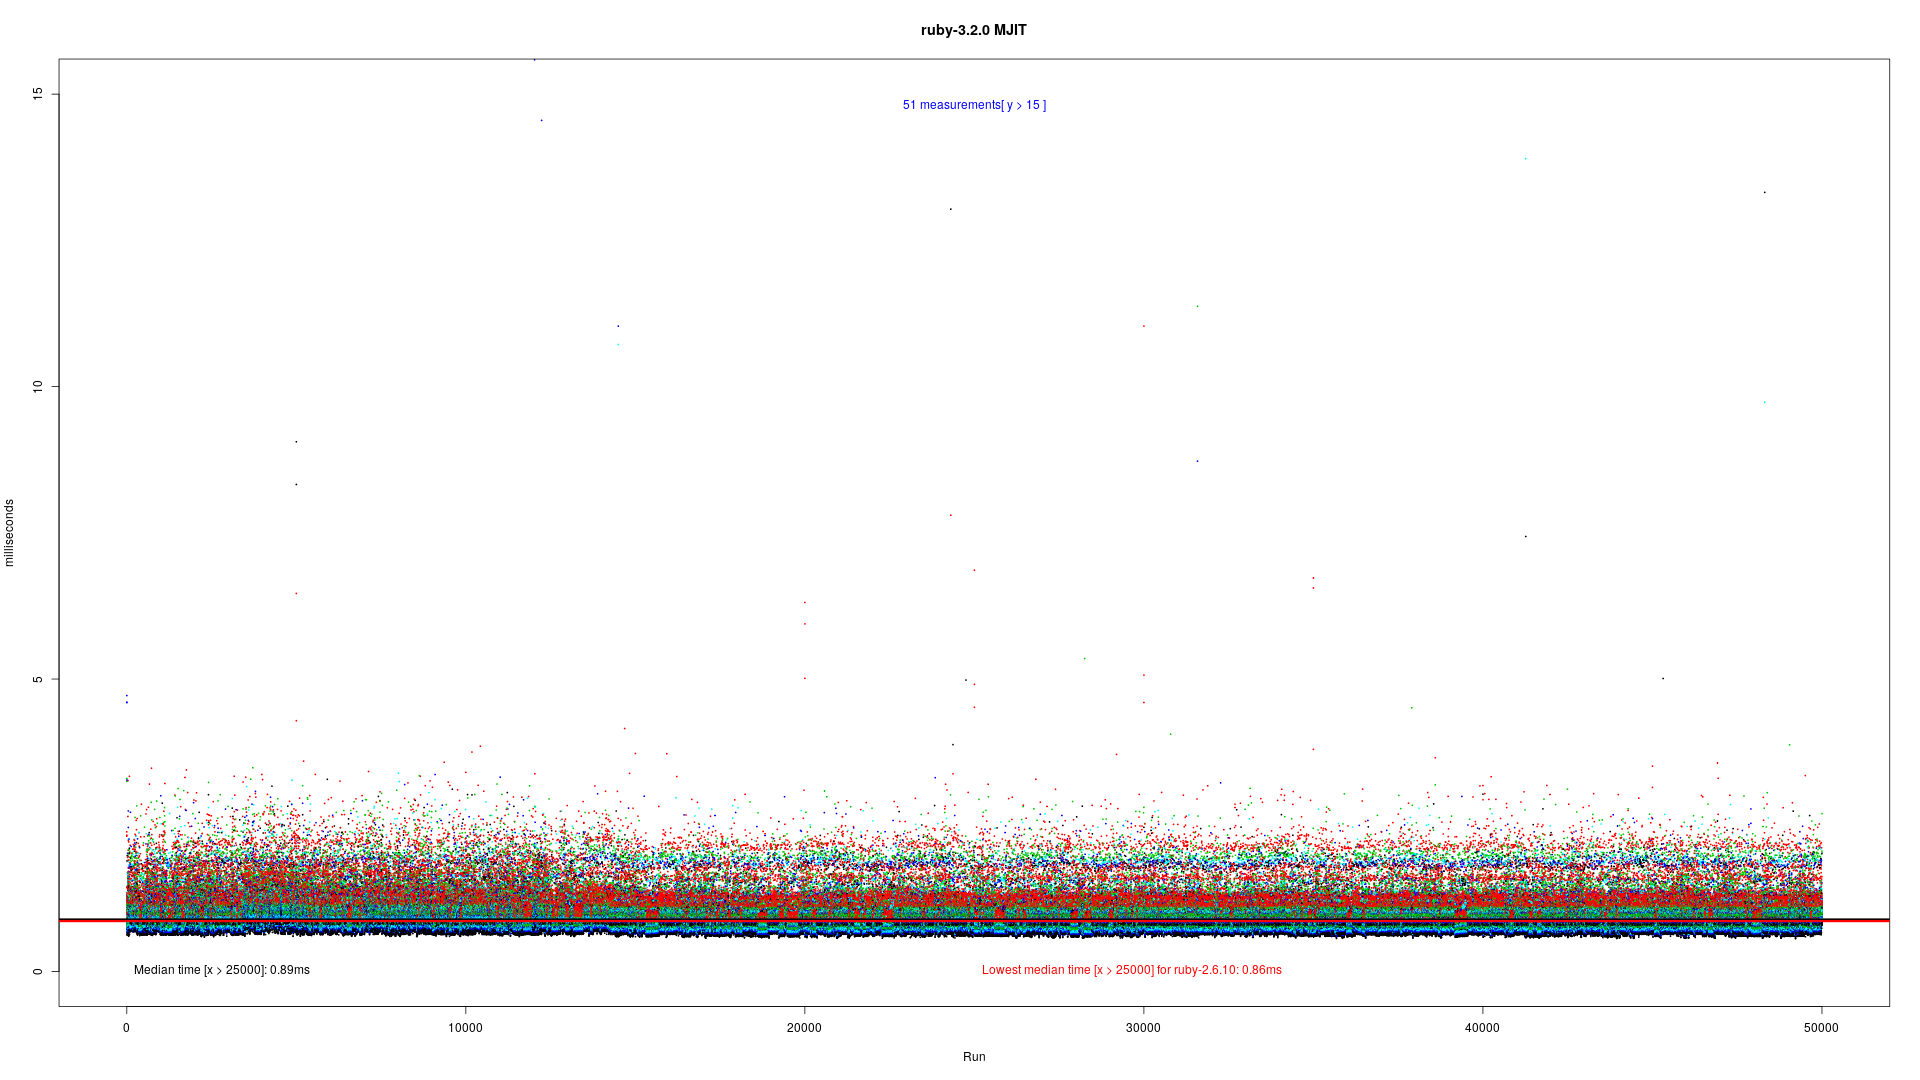 ruby-3.2.0 MJIT
51 measurements[ y > 15 ]
milliseconds
15
10
5
0
Median time [x > 25000]: 0.89ms
Lowest median time [x > 25000] for ruby-2.6.10: 0.86ms
0
10000
20000
30000
40000
50000
Run